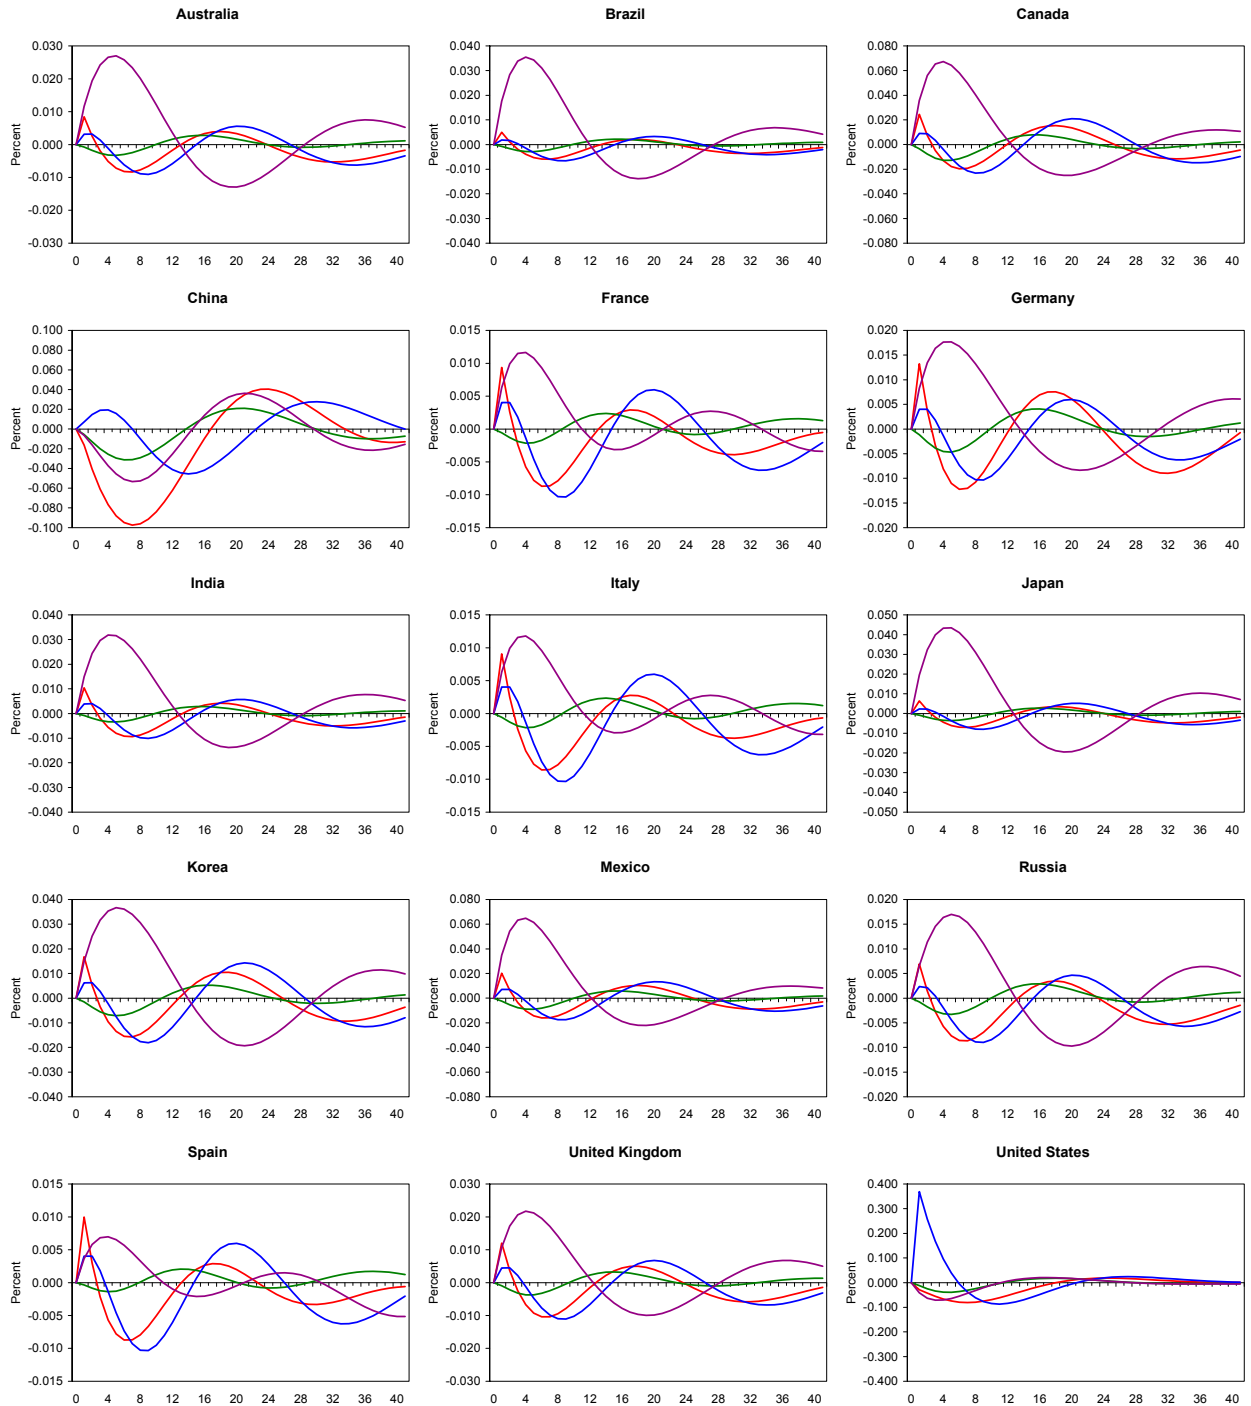 Australia
Brazil
Canada
0.030
0.020
0.010
0.000
-0.010
-0.020
-0.030
Percent
0 4 8 12 16 20 24 28 32 36 40
0.040
0.030
0.020
0.010
0.000
-0.010
-0.020
-0.030
-0.040
Percent
0 4 8 12 16 20 24 28 32 36 40
0.080
0.060
0.040
0.020
0.000
-0.020
-0.040
-0.060
-0.080
Percent
0 4 8 12 16 20 24 28 32 36 40
China
France
Germany
0.100
0.080
0.060
0.040
0.020
0.000
-0.020
-0.040
-0.060
-0.080
-0.100
Percent
0 4 8 12 16 20 24 28 32 36 40
0.015
0.010
0.005
0.000
-0.005
-0.010
-0.015
Percent
0 4 8 12 16 20 24 28 32 36 40
0.020
0.015
0.010
0.005
0.000
-0.005
-0.010
-0.015
-0.020
Percent
0 4 8 12 16 20 24 28 32 36 40
India
Italy
Japan
0.040
0.030
0.020
0.010
0.000
-0.010
-0.020
-0.030
-0.040
Percent
0 4 8 12 16 20 24 28 32 36 40
0.015
0.010
0.005
0.000
-0.005
-0.010
-0.015
Percent
0 4 8 12 16 20 24 28 32 36 40
0.050
0.040
0.030
0.020
0.010
0.000
-0.010
-0.020
-0.030
-0.040
-0.050
Percent
0 4 8 12 16 20 24 28 32 36 40
Korea
Mexico
Russia
0.040
0.030
0.020
0.010
0.000
-0.010
-0.020
-0.030
-0.040
Percent
0 4 8 12 16 20 24 28 32 36 40
0.080
0.060
0.040
0.020
0.000
-0.020
-0.040
-0.060
-0.080
Percent
0 4 8 12 16 20 24 28 32 36 40
0.020
0.015
0.010
0.005
0.000
-0.005
-0.010
-0.015
-0.020
Percent
0 4 8 12 16 20 24 28 32 36 40
Spain
United Kingdom
United States
0.015
0.010
0.005
0.000
-0.005
-0.010
-0.015
Percent
0 4 8 12 16 20 24 28 32 36 40
0.030
0.020
0.010
0.000
-0.010
-0.020
-0.030
Percent
0 4 8 12 16 20 24 28 32 36 40
0.400
0.300
0.200
0.100
0.000
-0.100
-0.200
-0.300
-0.400
Percent
0 4 8 12 16 20 24 28 32 36 40